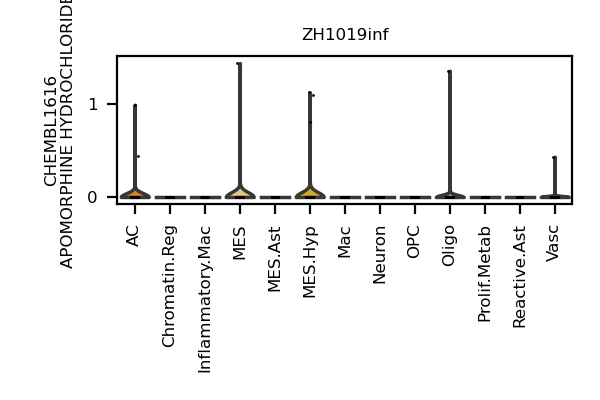 ZH1019inf
CHEMBL1616
APOMORPHINE HYDROCHLORIDE
1
0
AC
Chromatin.Reg
Inflammatory.Mac
MES
MES.Ast
MES.Hyp
Mac
Neuron
OPC
Oligo
Prolif.Metab
Reactive.Ast
Vasc